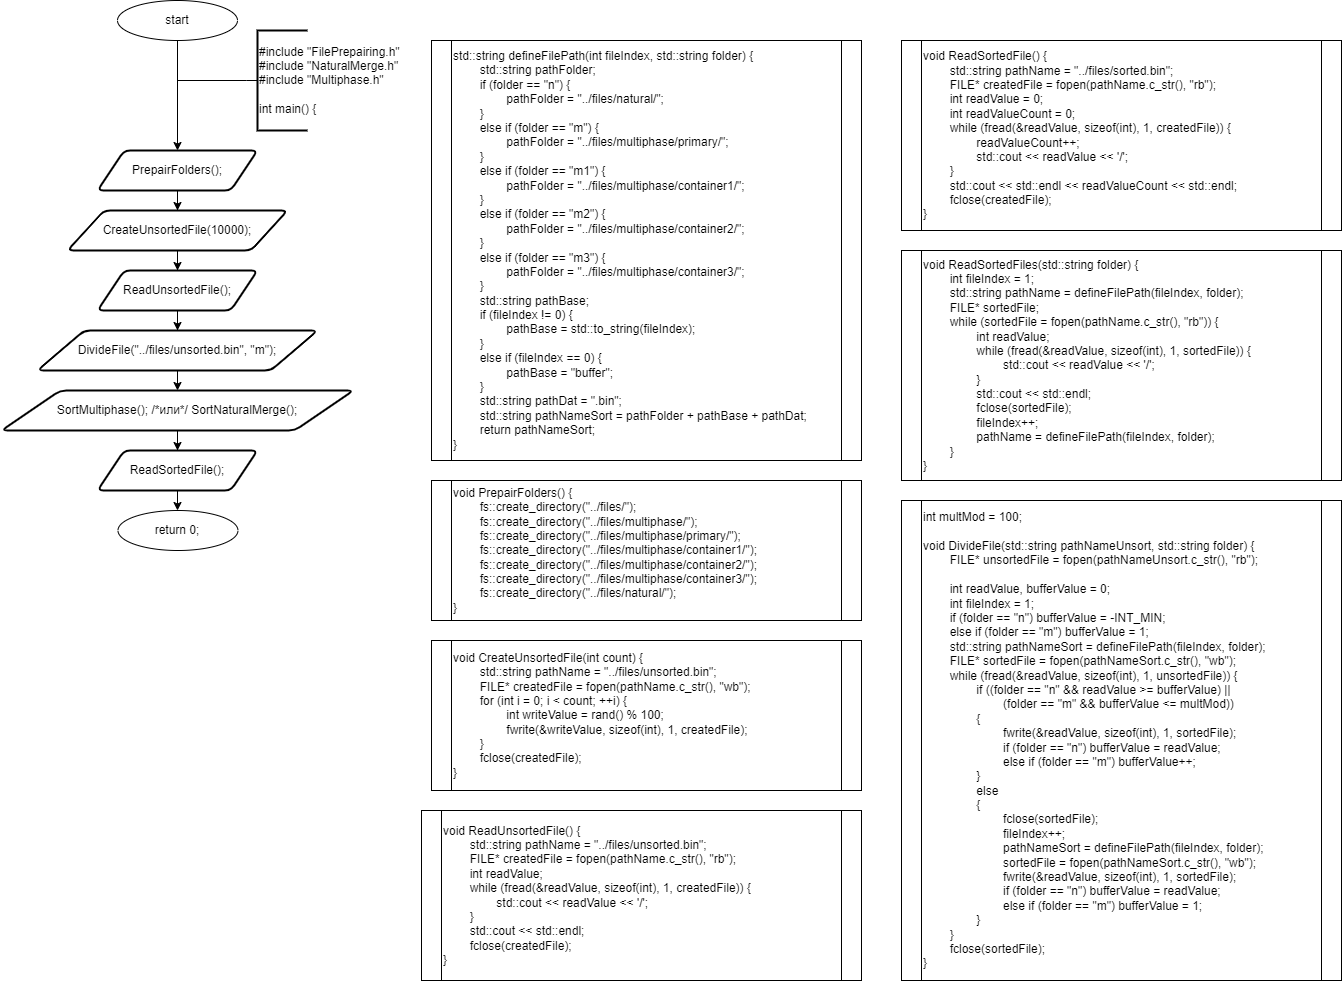 start
#include "FilePrepairing.h"
#include "NaturalMerge.h"
#include "Multiphase.h"
int main() {
PrepairFolders();
CreateUnsortedFile(10000);
ReadUnsortedFile();
DivideFile("../files/unsorted.bin", "m");
SortMultiphase(); /*или*/ SortNaturalMerge();
ReadSortedFile();
return 0;
std::string defineFilePath(int fileIndex, std::string folder) {
std::string pathFolder;
if (folder == "n") {
pathFolder = "../files/natural/";
}
else if (folder == "m") {
pathFolder = "../files/multiphase/primary/";
}
else if (folder == "m1") {
pathFolder = "../files/multiphase/container1/";
}
else if (folder == "m2") {
pathFolder = "../files/multiphase/container2/";
}
else if (folder == "m3") {
pathFolder = "../files/multiphase/container3/";
}
std::string pathBase;
if (fileIndex != 0) {
pathBase = std::to_string(fileIndex);
}
else if (fileIndex == 0) {
pathBase = "buffer";
}
std::string pathDat = ".bin";
std::string pathNameSort = pathFolder + pathBase + pathDat;
return pathNameSort;
}
void PrepairFolders() {
fs::create_directory("../files/");
fs::create_directory("../files/multiphase/");
fs::create_directory("../files/multiphase/primary/");
fs::create_directory("../files/multiphase/container1/");
fs::create_directory("../files/multiphase/container2/");
fs::create_directory("../files/multiphase/container3/");
fs::create_directory("../files/natural/");
}
void CreateUnsortedFile(int count) {
std::string pathName = "../files/unsorted.bin";
FILE* createdFile = fopen(pathName.c_str(), "wb");
for (int i = 0; i < count; ++i) {
int writeValue = rand() % 100;
fwrite(&writeValue, sizeof(int), 1, createdFile);
}
fclose(createdFile);
}
void ReadUnsortedFile() {
std::string pathName = "../files/unsorted.bin";
FILE* createdFile = fopen(pathName.c_str(), "rb");
int readValue;
while (fread(&readValue, sizeof(int), 1, createdFile)) {
std::cout << readValue << '/';
}
std::cout << std::endl;
fclose(createdFile);
}
void ReadSortedFile() {
std::string pathName = "../files/sorted.bin";
FILE* createdFile = fopen(pathName.c_str(), "rb");
int readValue = 0;
int readValueCount = 0;
while (fread(&readValue, sizeof(int), 1, createdFile)) {
readValueCount++;
std::cout << readValue << '/';
}
std::cout << std::endl << readValueCount << std::endl;
fclose(createdFile);
}
void ReadSortedFiles(std::string folder) {
int fileIndex = 1;
std::string pathName = defineFilePath(fileIndex, folder);
FILE* sortedFile;
while (sortedFile = fopen(pathName.c_str(), "rb")) {
int readValue;
while (fread(&readValue, sizeof(int), 1, sortedFile)) {
std::cout << readValue << '/';
}
std::cout << std::endl;
fclose(sortedFile);
fileIndex++;
pathName = defineFilePath(fileIndex, folder);
}
}
int multMod = 100;
void DivideFile(std::string pathNameUnsort, std::string folder) {
FILE* unsortedFile = fopen(pathNameUnsort.c_str(), "rb");
int readValue, bufferValue = 0;
int fileIndex = 1;
if (folder == "n") bufferValue = -INT_MIN;
else if (folder == "m") bufferValue = 1;
std::string pathNameSort = defineFilePath(fileIndex, folder);
FILE* sortedFile = fopen(pathNameSort.c_str(), "wb");
while (fread(&readValue, sizeof(int), 1, unsortedFile)) {
if ((folder == "n" && readValue >= bufferValue) ||
(folder == "m" && bufferValue <= multMod))
{
fwrite(&readValue, sizeof(int), 1, sortedFile);
if (folder == "n") bufferValue = readValue;
else if (folder == "m") bufferValue++;
}
else
{
fclose(sortedFile);
fileIndex++;
pathNameSort = defineFilePath(fileIndex, folder);
sortedFile = fopen(pathNameSort.c_str(), "wb");
fwrite(&readValue, sizeof(int), 1, sortedFile);
if (folder == "n") bufferValue = readValue;
else if (folder == "m") bufferValue = 1;
}
}
fclose(sortedFile);
}